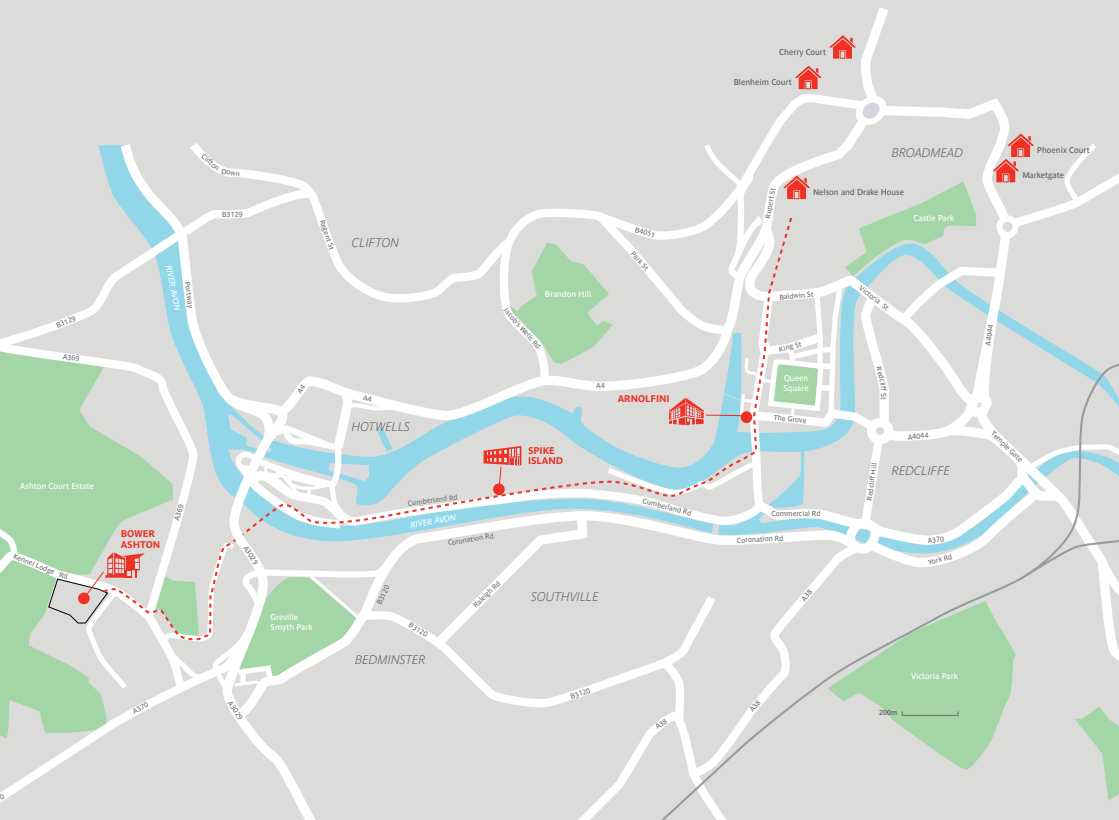 Cherry Court
Blenheim Court
BROADMEAD
Phoenix Court
Marketgate
Clifton Down
Nelson and Drake House
Rupert St
B3129
Regent St
Castle Park
B4051
CLIFTON
Park St
RIVER AVON
Portway
Brandon Hill
Baldwin St
Victoria St
B3129
Jacob's Wells Rd
A4044
King St
A369
Redcliff St
Queen
Square
A4
A4
A4
ARNOLFINI
The Grove
HOTWELLS
A4044
Temple Gate
SPIKE
ISLAND
REDCLIFFE
Ashton Court Estate
Redcliff Hill
A369
Cumberland Rd
Cumberland Rd
Commercial Rd
RIVER AVON
BOWER
ASHTON
Coronation Rd
Coronation Rd
A370
York Rd
Kennel Lodge Rd
A3029
B3120
Raleigh Rd
SOUTHVILLE
A38
Greville
Smyth Park
B3120
BEDMINSTER
Victoria Park
B3120
A370
A3029
A38
A38
200m
0